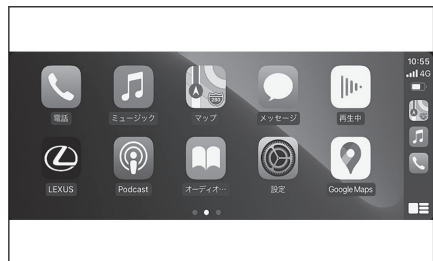 10:55
4G
280
電話
ミュージック
マップ
メッセージ
再生中
LEXUS
Podcast
オーディオ…
設定
Google Maps